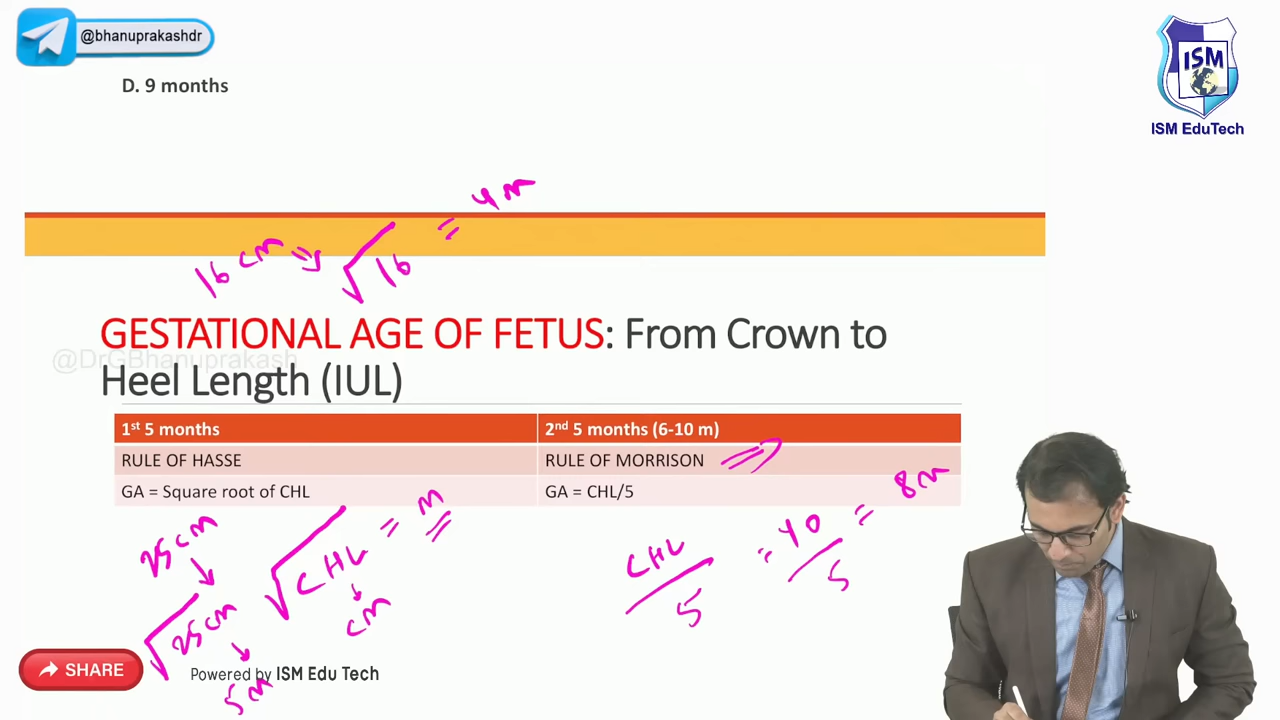 @bhanuprakashdr
ISM
ISM EduTech
D. 9 months
16 cm ⇒ √16 = 4m
GESTATIONAL AGE OF FETUS: From Crown to
@DrGBhanuprakash
Heel Length (IUL)
1st 5 months
2nd 5 months (6-10 m)
RULE OF HASSE
RULE OF MORRISON ⇒
GA = Square root of CHL
GA = CHL/5
25cm
√25cm
5m
√CHL = m
cm
CHL/5 = 40/5 = 8m
SHARE
Powered by ISM Edu Tech